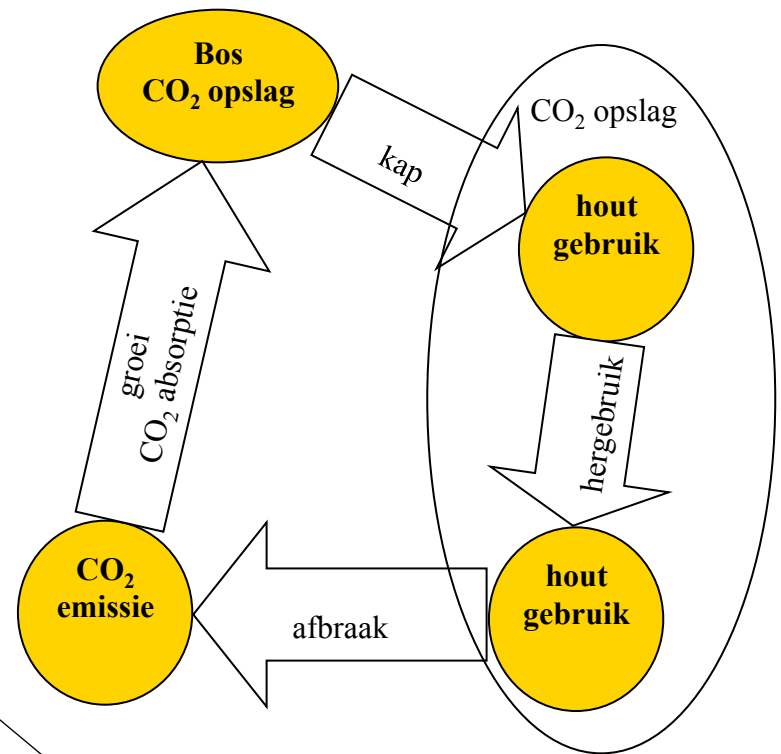 Bos
CO₂ opslag
kap
CO₂ opslag
hout
gebruik
hergebruik
hout
gebruik
afbraak
CO₂
emissie
groei
CO₂ absorptie